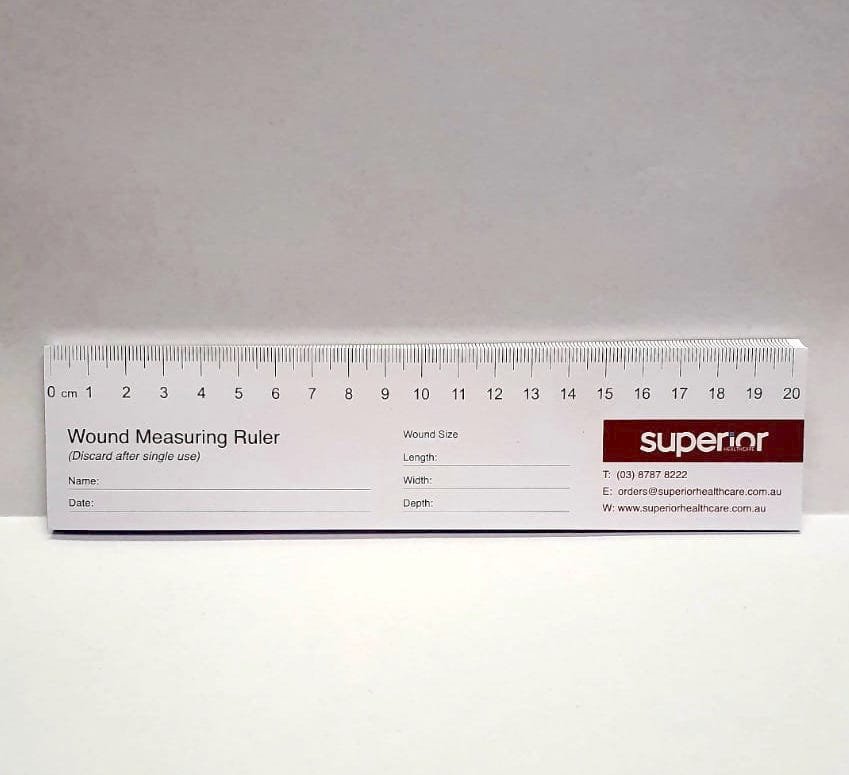 0 cm 1 2 3 4 5 6 7 8 9 10 11 12 13 14 15 16 17 18 19 20
Wound Measuring Ruler
(Discard after single use)
Name:
Date:
Wound Size
Length:
Width:
Depth:
superior
HEALTHCARE
T: (03) 8787 8222
E: orders@superiorhealthcare.com.au
W: www.superiorhealthcare.com.au